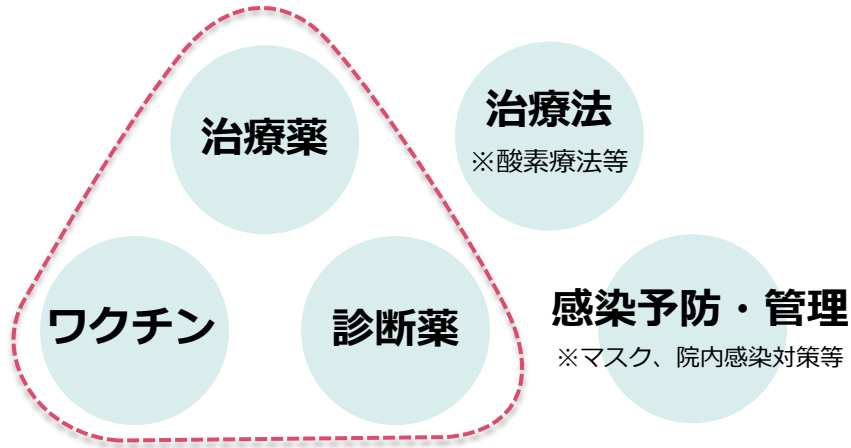 治療薬
治療法
※酸素療法等
ワクチン
診断薬
感染予防・管理
※マスク、院内感染対策等